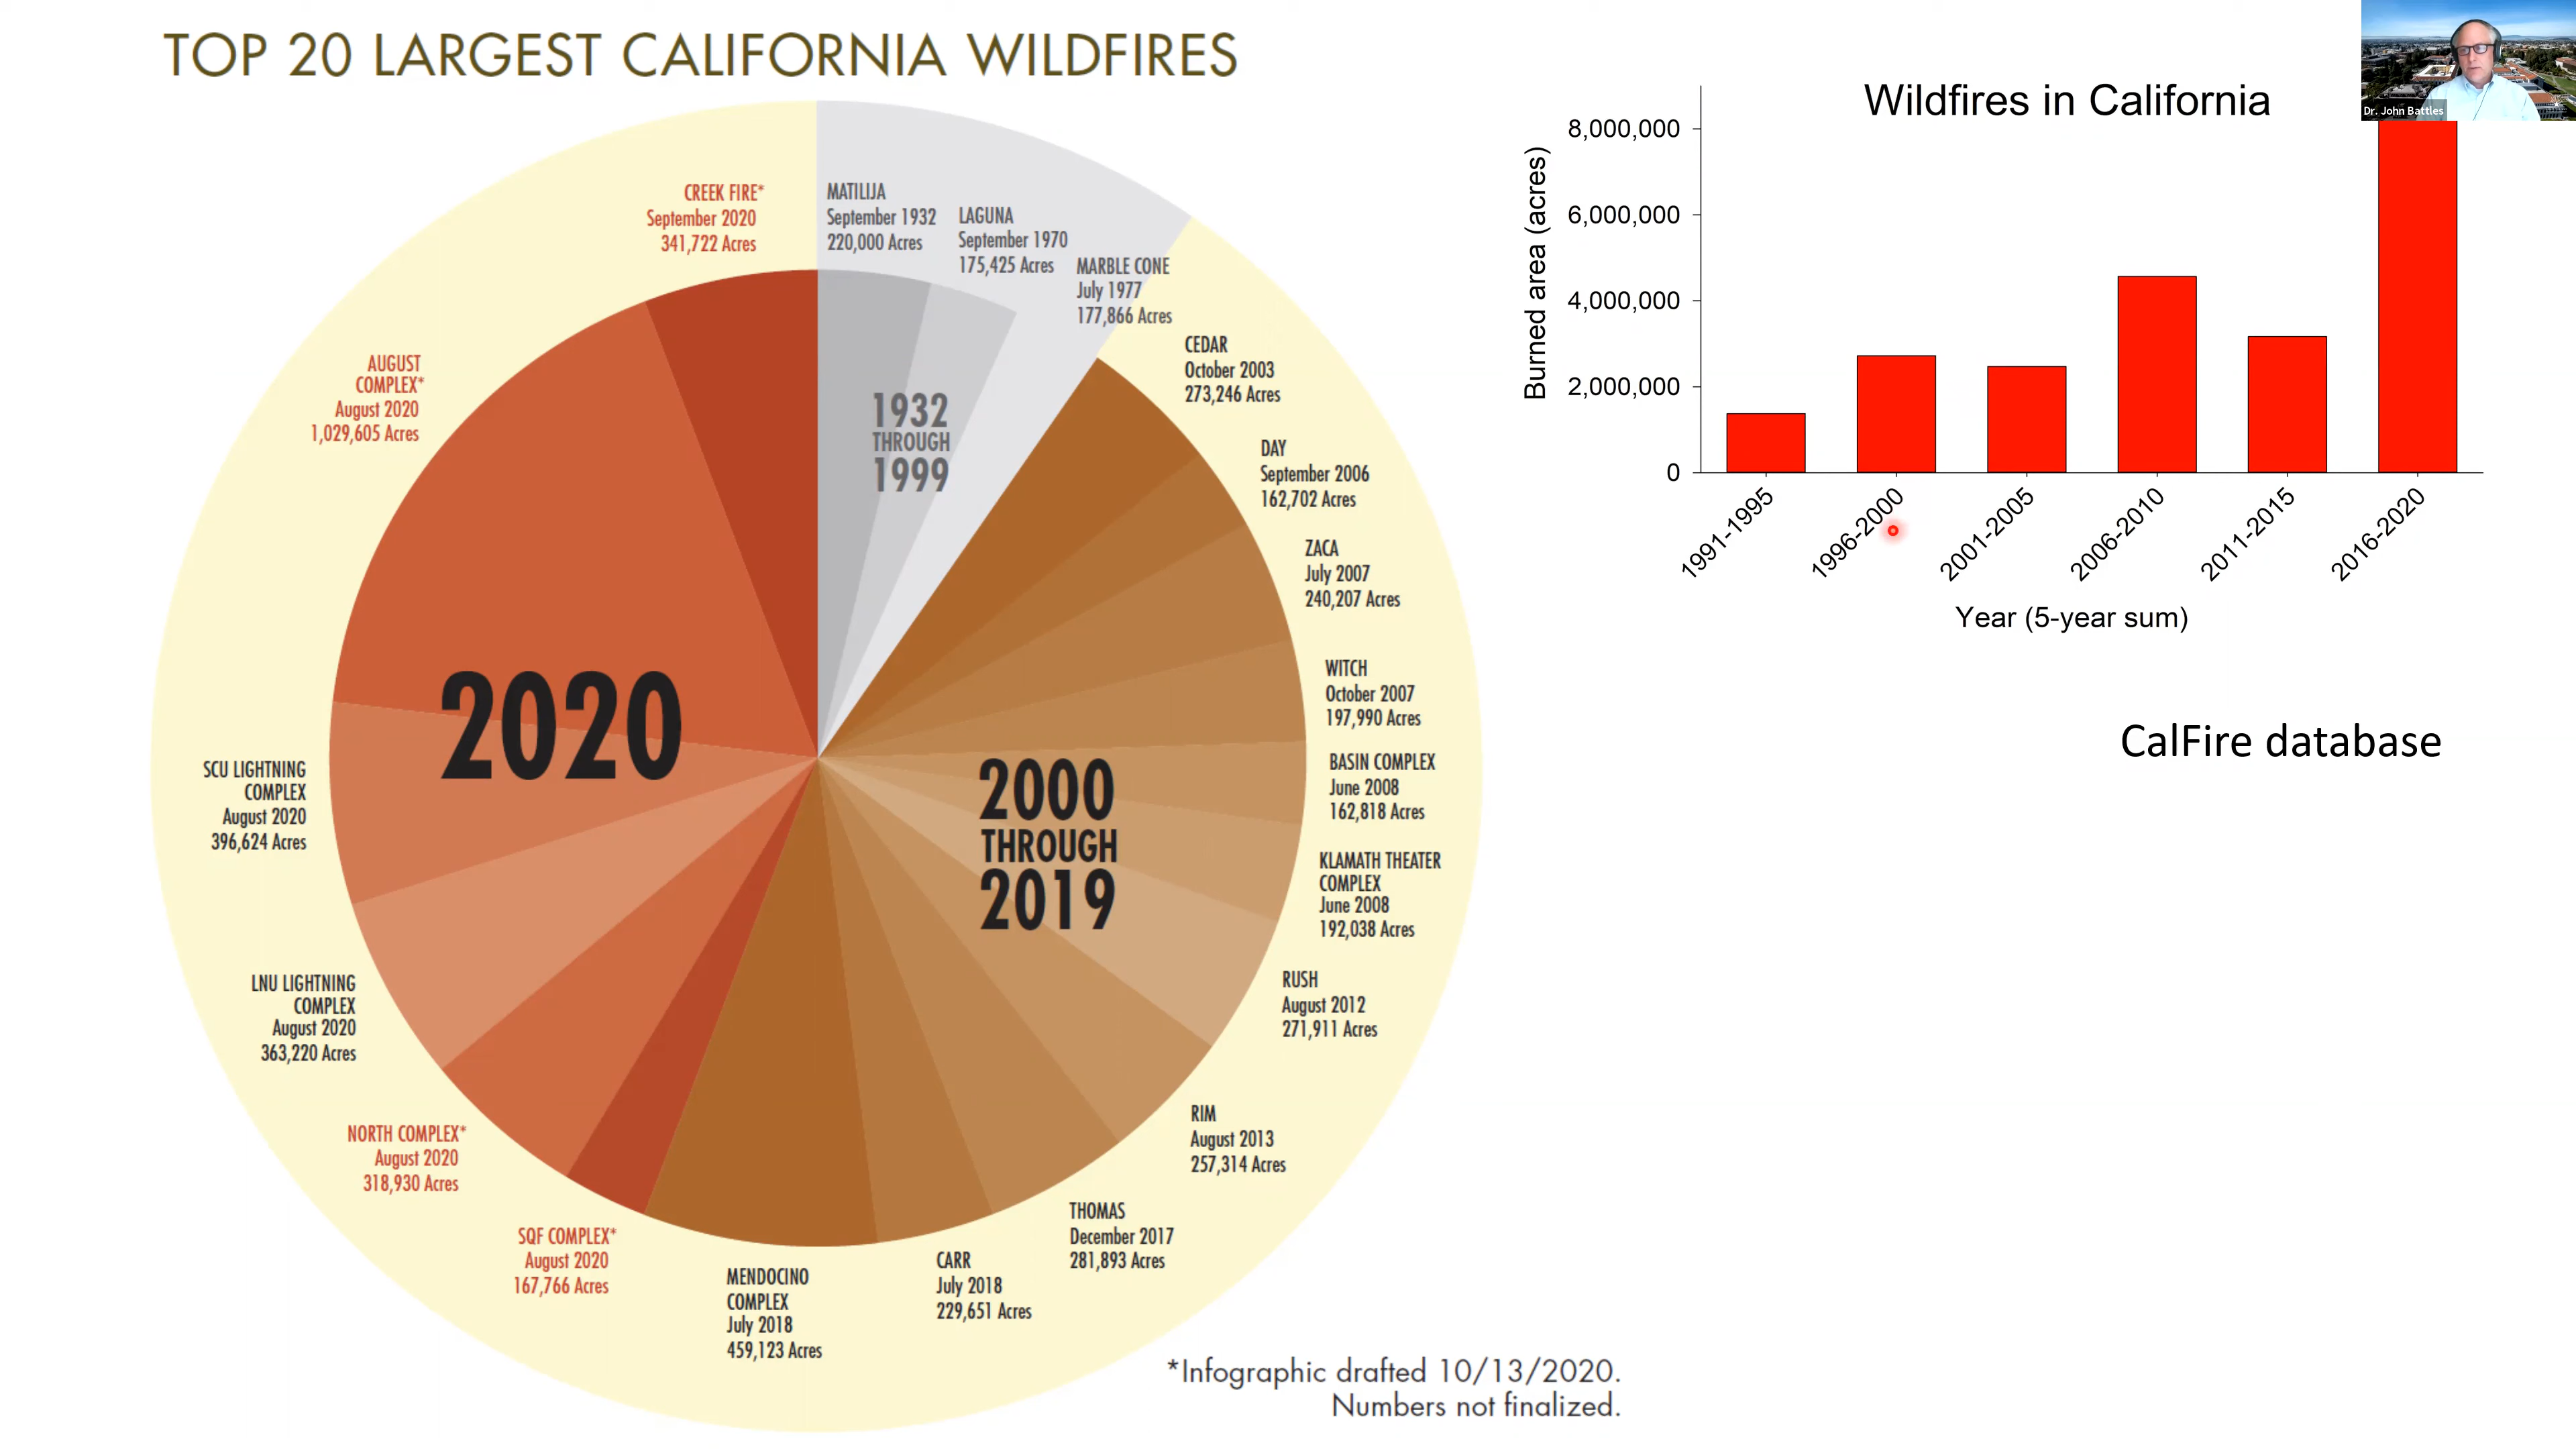 TOP 20 LARGEST CALIFORNIA WILDFIRES
CREEK FIRE*
September 2020
341,722 Acres
MATILIJA
September 1932
220,000 Acres
LAGUNA
September 1970
175,425 Acres
MARBLE CONE
July 1977
177,866 Acres
CEDAR
October 2003
273,246 Acres
DAY
September 2006
162,702 Acres
ZACA
July 2007
240,207 Acres
WITCH
October 2007
197,990 Acres
BASIN COMPLEX
June 2008
162,818 Acres
KLAMATH THEATER
COMPLEX
June 2008
192,038 Acres
RUSH
August 2012
271,911 Acres
RIM
August 2013
257,314 Acres
THOMAS
December 2017
281,893 Acres
CARR
July 2018
229,651 Acres
MENDOCINO
COMPLEX
July 2018
459,123 Acres
SQF COMPLEX*
August 2020
167,766 Acres
NORTH COMPLEX*
August 2020
318,930 Acres
LNU LIGHTNING
COMPLEX
August 2020
363,220 Acres
SCU LIGHTNING
COMPLEX
August 2020
396,624 Acres
AUGUST
COMPLEX*
August 2020
1,029,605 Acres
1932
THROUGH
1999
2000
THROUGH
2019
2020
*Infographic drafted 10/13/2020.
Numbers not finalized.
Wildfires in California
Burned area (acres)
8,000,000
6,000,000
4,000,000
2,000,000
0
1991-1995
1996-2000
2001-2005
2006-2010
2011-2015
2016-2020
Year (5-year sum)
CalFire database
Dr. John Battles